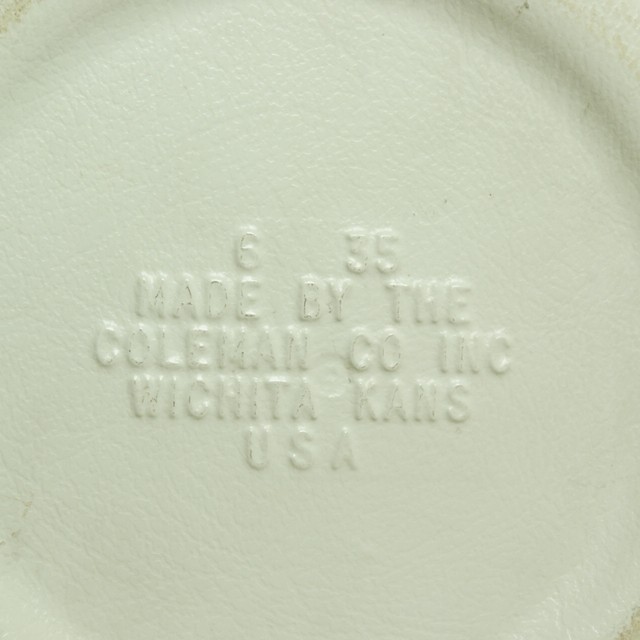 6 35
MADE BY THE
COLEMAN CO INC
WICHITA KANS
USA